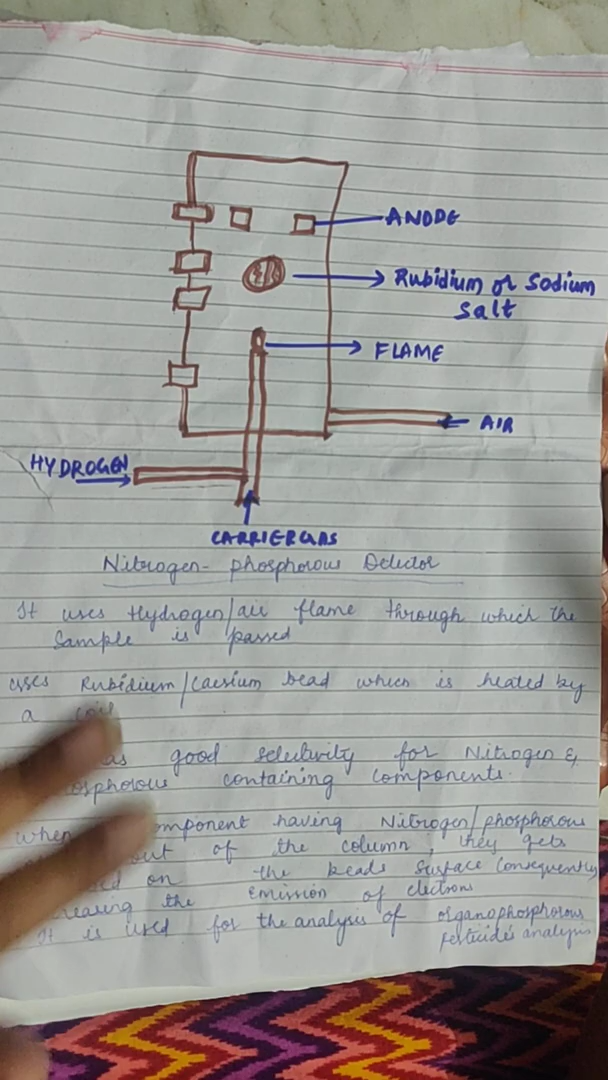 ANODE
Rubidium or Sodium
Salt
FLAME
AIR
HYDROGEN
CARRIER GAS
Nitrogen- phosphorous Detector
It uses Hydrogen/air flame through which the
Sample is passed
uses Rubidium/Caesium bead which is heated by
a coil
good selectivity for Nitrogen &
containing components.
when component having Nitrogen/phosphorous
out of the column, they gets
on the beads surface Consequently
the Emission of electrons
It is used for the analysis of organophosphorous
pesticides analysis